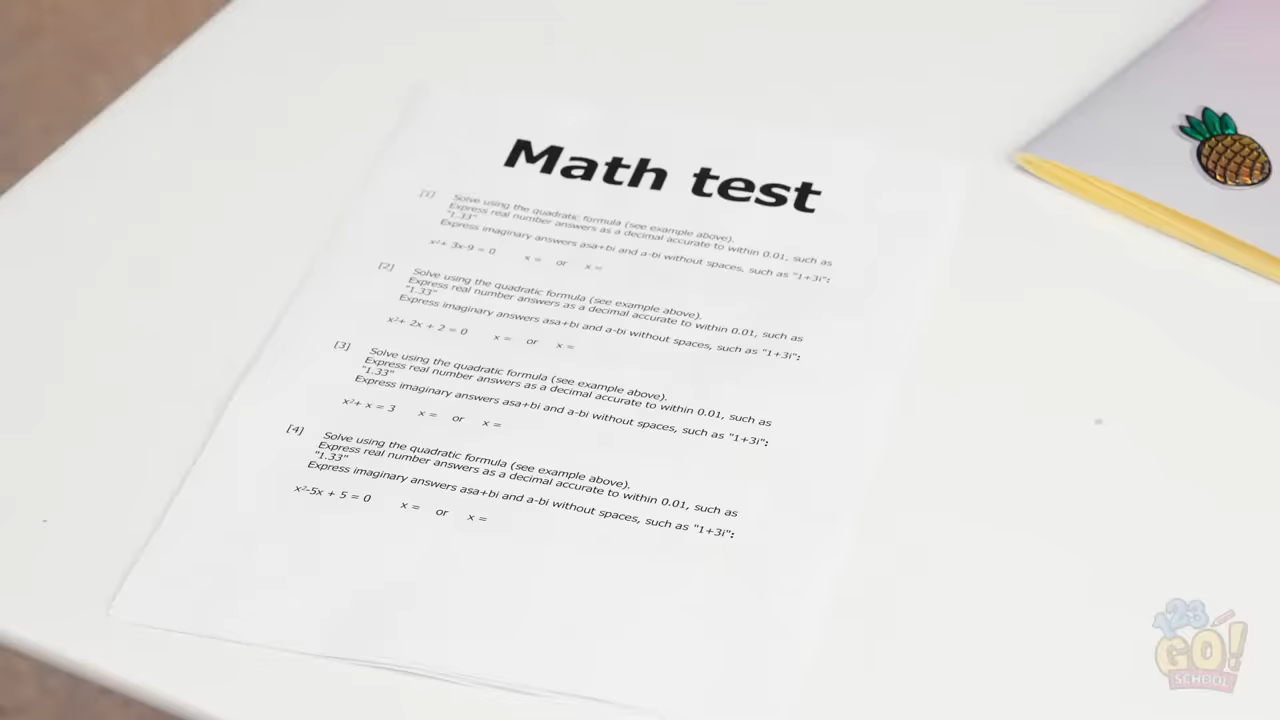 Math test
[1] Solve using the quadratic formula (see example above).
Express real number answers as a decimal accurate to within 0.01, such as
"1.33"
Express imaginary answers asa+bi and a-bi without spaces, such as "1+3i":
x²+ 3x-9 = 0 x = or x =
[2] Solve using the quadratic formula (see example above).
Express real number answers as a decimal accurate to within 0.01, such as
"1.33"
Express imaginary answers asa+bi and a-bi without spaces, such as "1+3i":
x²+ 2x + 2 = 0 x = or x =
[3] Solve using the quadratic formula (see example above).
Express real number answers as a decimal accurate to within 0.01, such as
"1.33"
Express imaginary answers asa+bi and a-bi without spaces, such as "1+3i":
x²+ x = 3 x = or x =
[4] Solve using the quadratic formula (see example above).
Express real number answers as a decimal accurate to within 0.01, such as
"1.33"
Express imaginary answers asa+bi and a-bi without spaces, such as "1+3i":
x²-5x + 5 = 0 x = or x =
123
GO!
SCHOOL